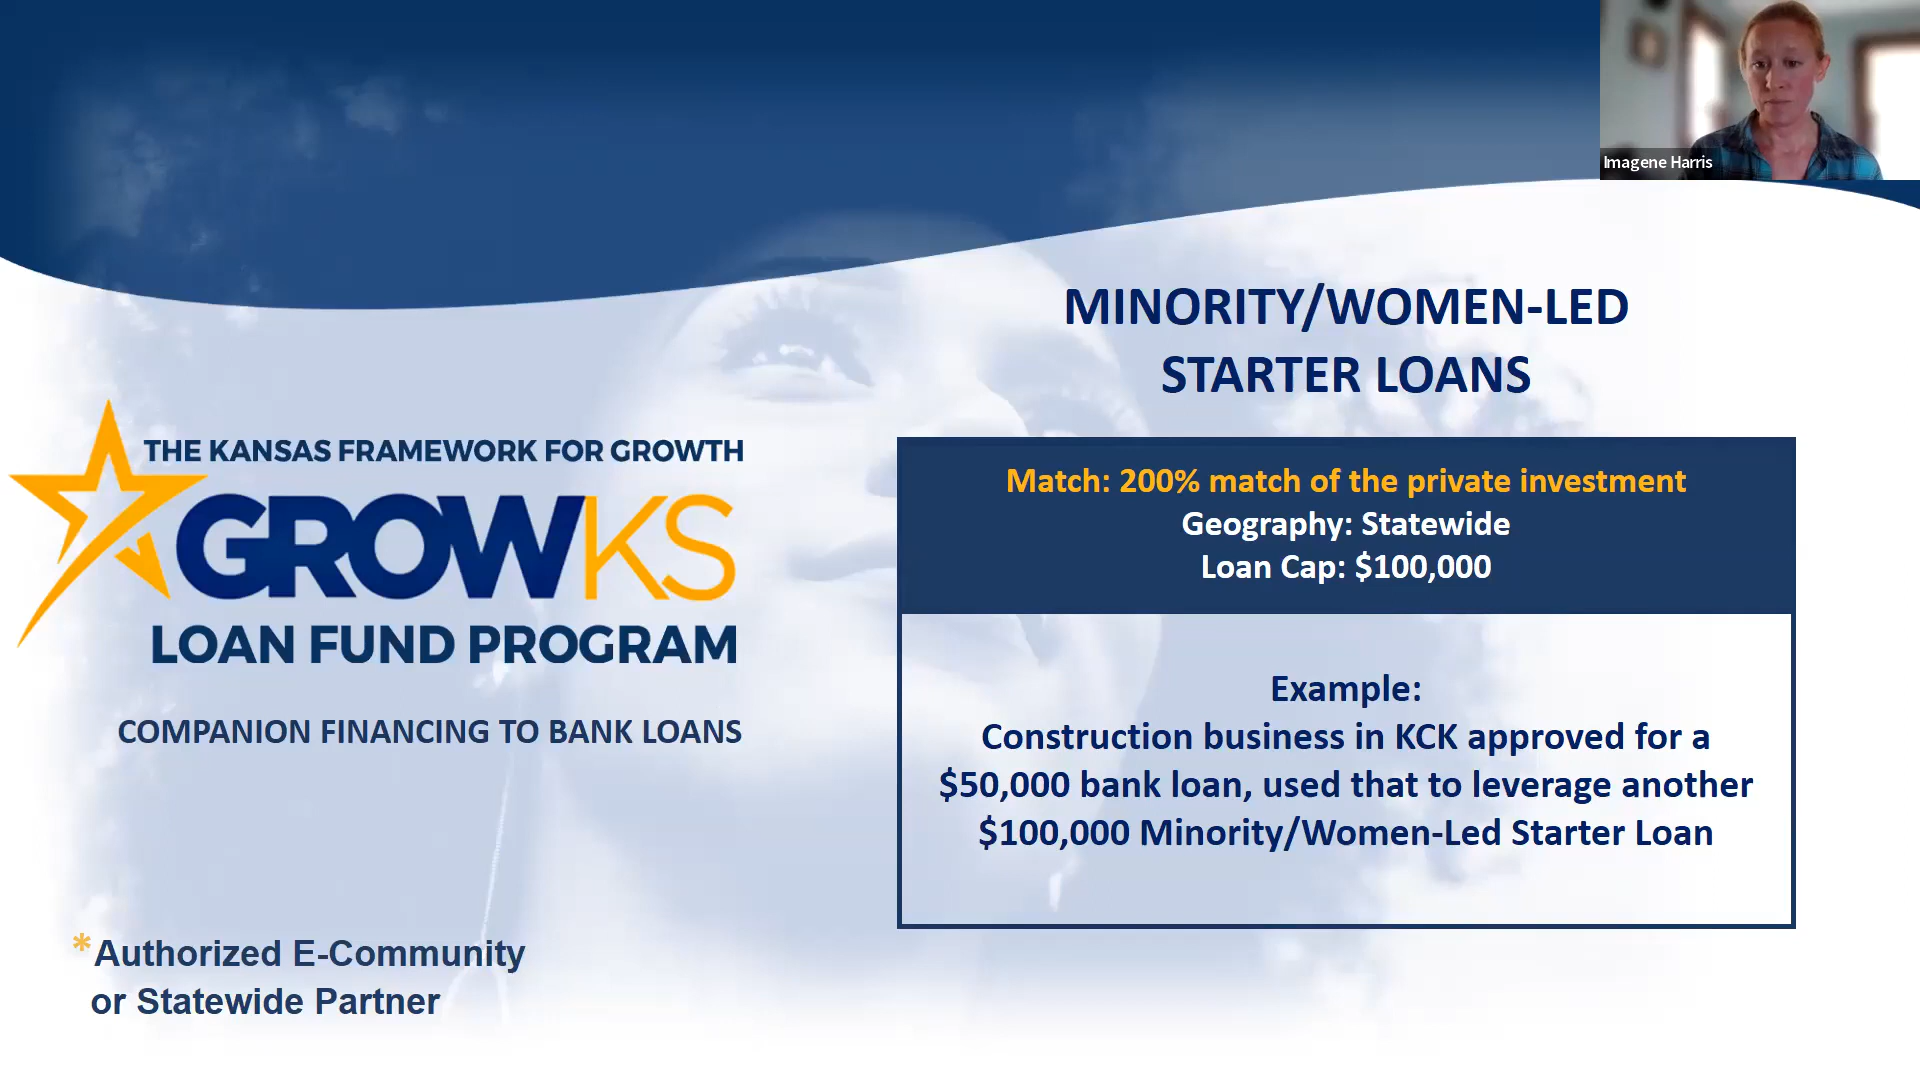 Imagene Harris
MINORITY/WOMEN-LED
STARTER LOANS
THE KANSAS FRAMEWORK FOR GROWTH
GROWKS
LOAN FUND PROGRAM
COMPANION FINANCING TO BANK LOANS
*Authorized E-Community
or Statewide Partner
Match: 200% match of the private investment
Geography: Statewide
Loan Cap: $100,000
Example:
Construction business in KCK approved for a
$50,000 bank loan, used that to leverage another
$100,000 Minority/Women-Led Starter Loan